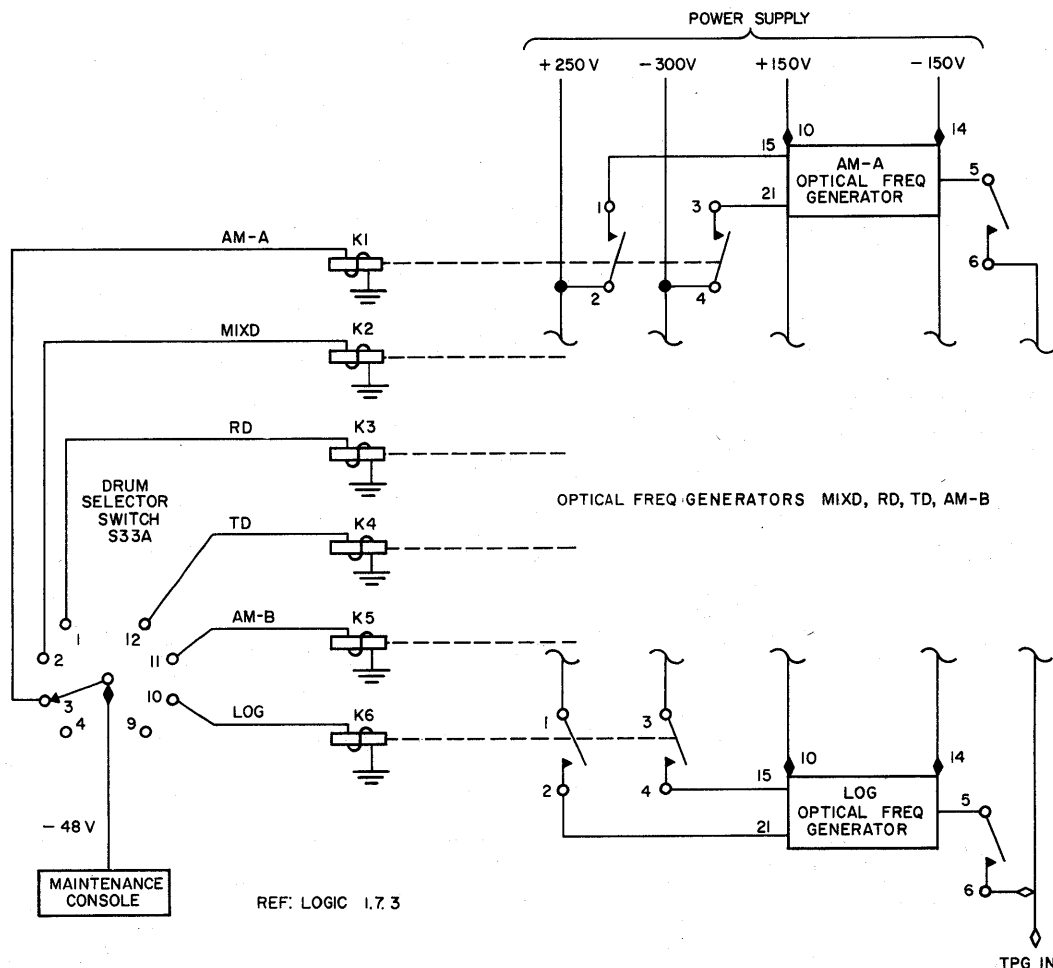 POWER SUPPLY
+250V
-300V
+150V
-150V
10
14
15
AM-A
OPTICAL FREQ
GENERATOR
5
21
1
3
6
2
4
AM-A
K1
MIXD
K2
RD
K3
DRUM
SELECTOR
SWITCH
S33A
OPTICAL FREQ GENERATORS MIXD, RD, TD, AM-B
TD
K4
AM-B
K5
1
12
2
11
3
10
4
9
LOG
K6
1
3
10
14
15
2
4
LOG
OPTICAL FREQ
GENERATOR
5
21
6
-48V
MAINTENANCE
CONSOLE
REF: LOGIC 1.7.3
TPG IN